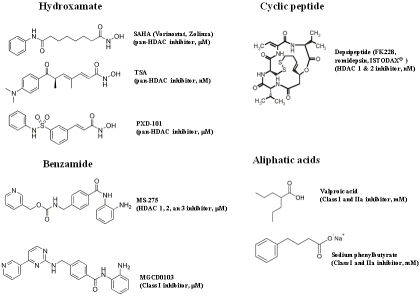 Hydroxamate
SAHA (Varinostat, Zolinza)
(pan-HDAC inhibitor, μM)
TSA
(pan-HDAC inhibitor, nM)
PXD-101
(pan-HDAC inhibitor, μM)
Benzamide
MS-275
(HDAC 1, 2, an 3 inhibitor, μM)
MGCD0103
(Class I inhibitor, μM)
Cyclic peptide
Depsipeptide (FK228,
romidepsin, ISTODAX®)
(HDAC 1 & 2 inhibitor, nM)
Aliphatic acids
Valproic acid
(Class I and IIa inhibitor, mM)
Sodium phenylbutyrate
(Class I and IIa inhibitor, mM)